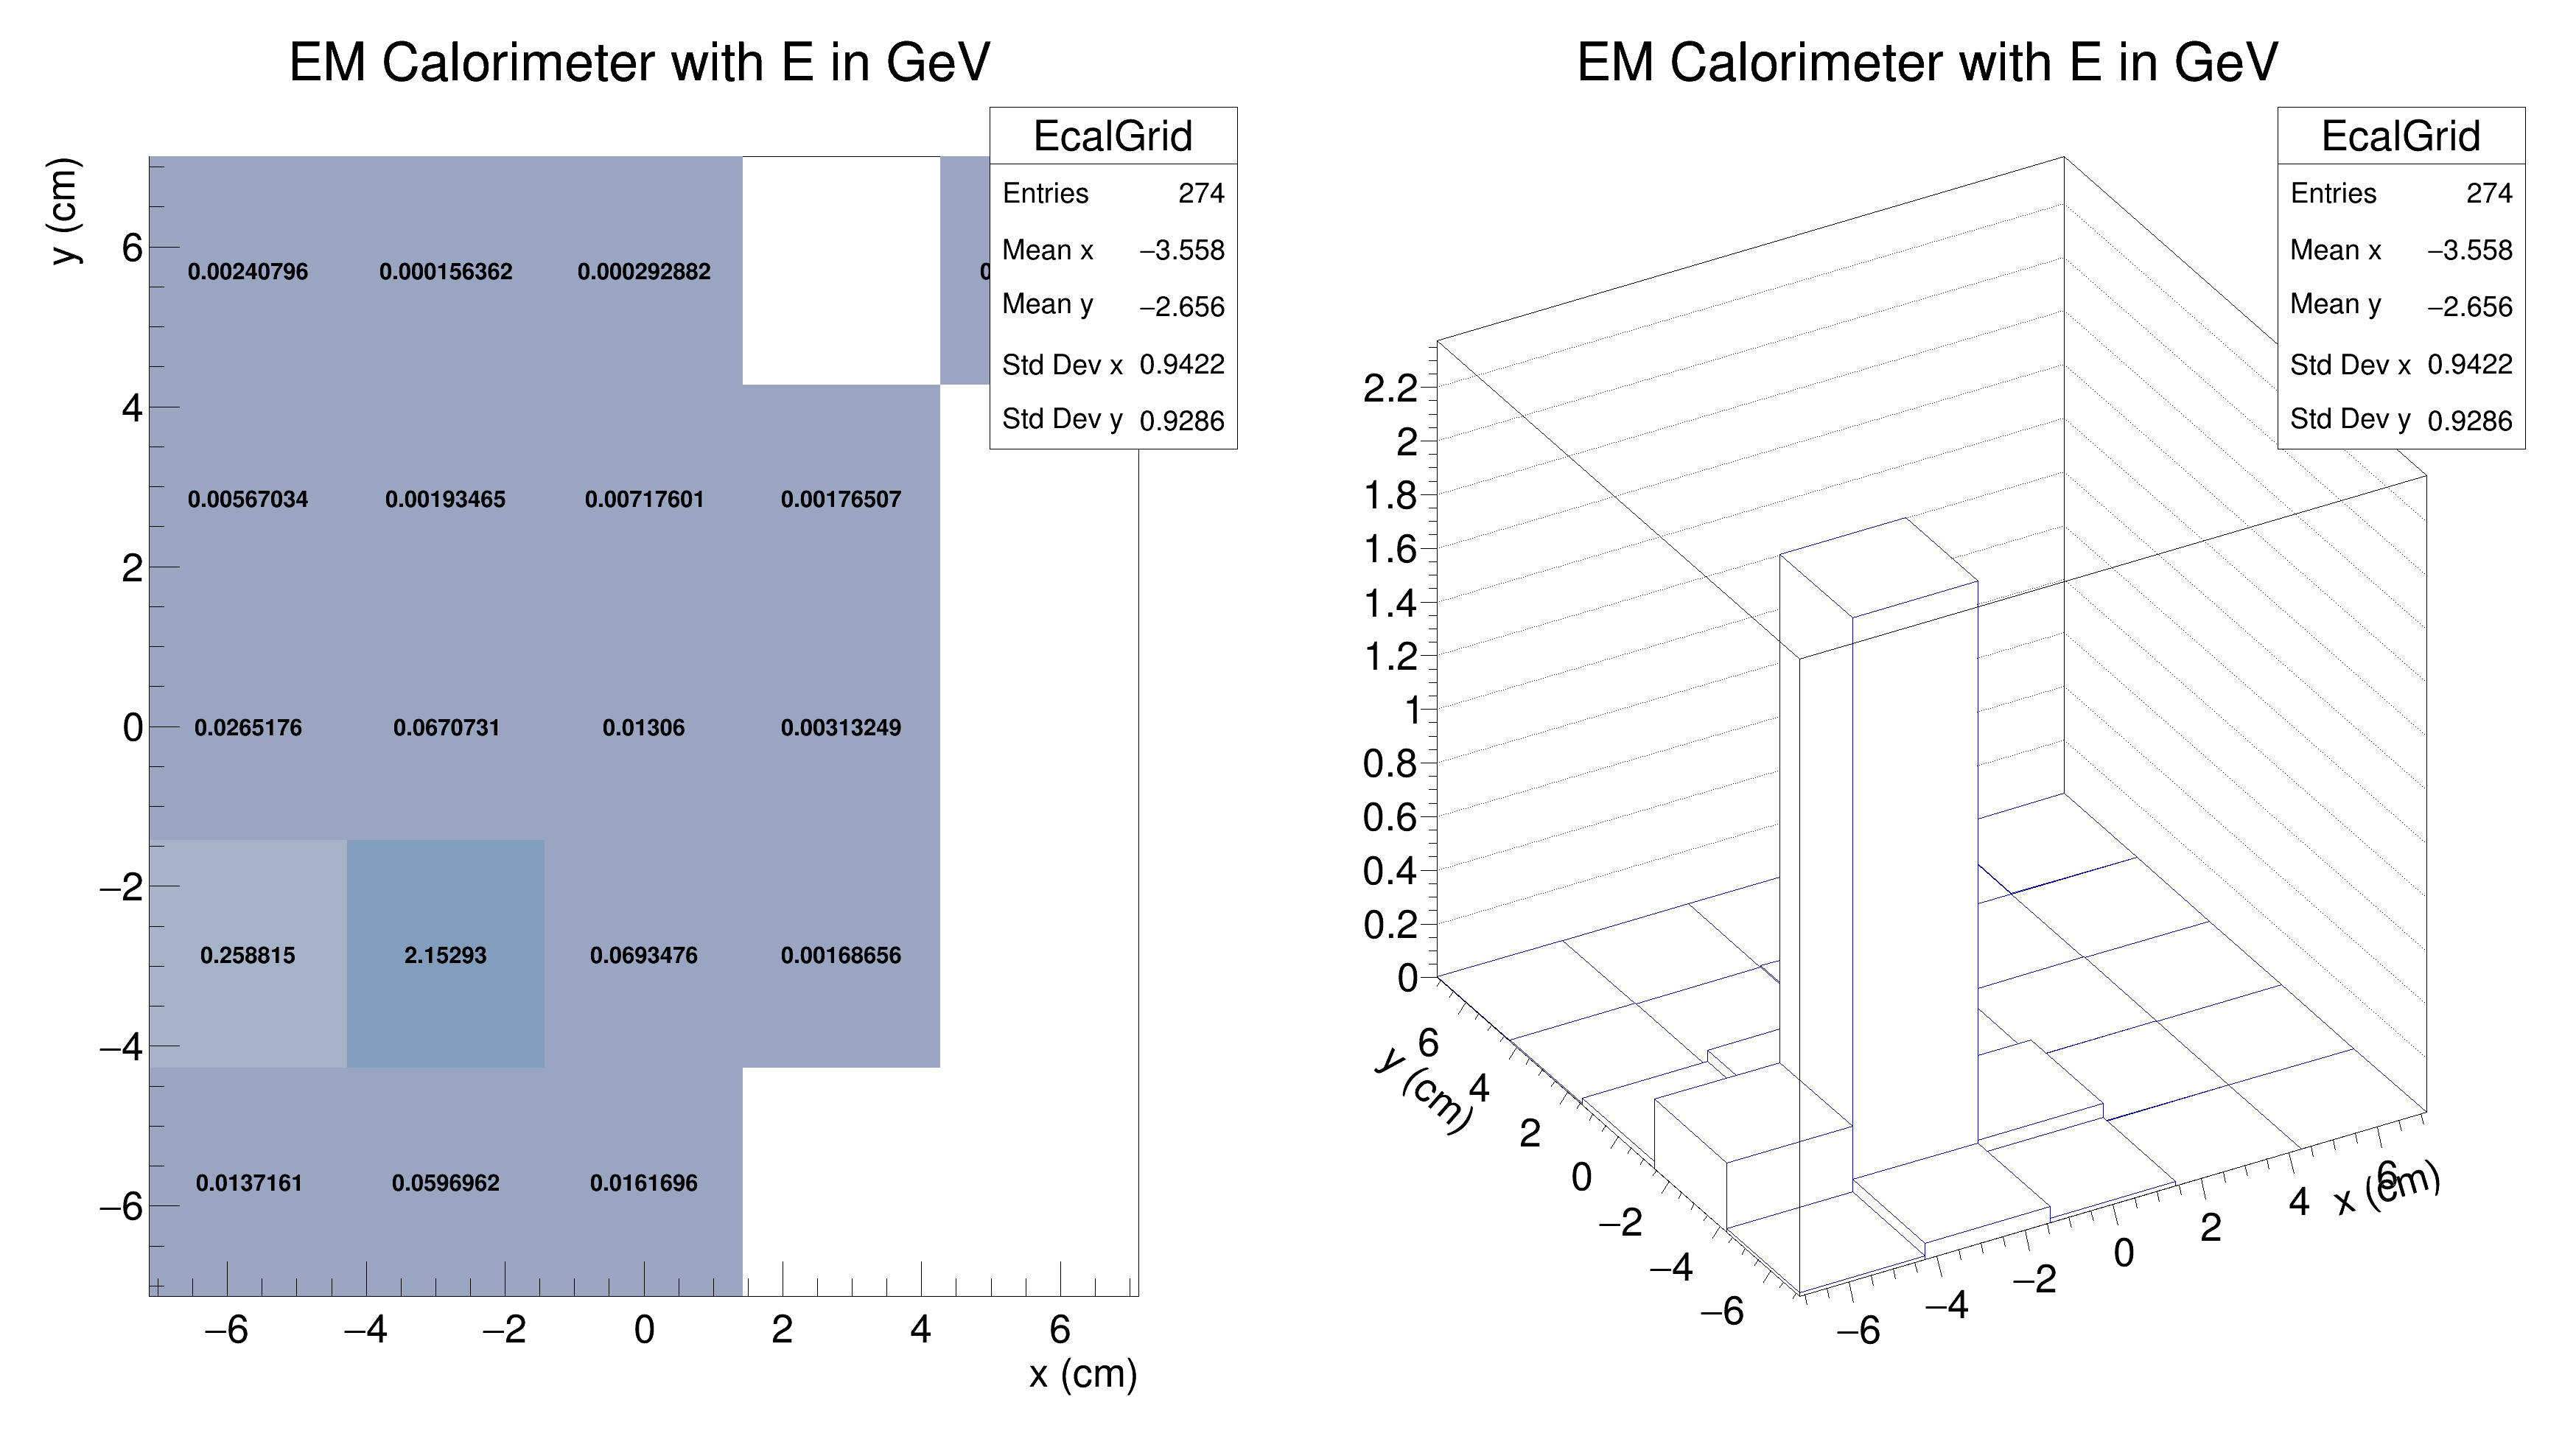 EM Calorimeter with E in GeV
EcalGrid
Entries 274
Mean x −3.558
Mean y −2.656
Std Dev x 0.9422
Std Dev y 0.9286
y (cm)
6
4
2
0
−2
−4
−6
0.00240796 0.000156362 0.000292882
0.00567034 0.00193465 0.00717601 0.00176507
0.0265176 0.0670731 0.01306 0.00313249
0.258815 2.15293 0.0693476 0.00168656
0.0137161 0.0596962 0.0161696
−6 −4 −2 0 2 4 6
x (cm)
EM Calorimeter with E in GeV
EcalGrid
Entries 274
Mean x −3.558
Mean y −2.656
Std Dev x 0.9422
Std Dev y 0.9286
2.2
2
1.8
1.6
1.4
1.2
1
0.8
0.6
0.4
0.2
0
6
4
2
0
−2
−4
−6
y (cm)
−6 −4 −2 0 2 4 6
x (cm)